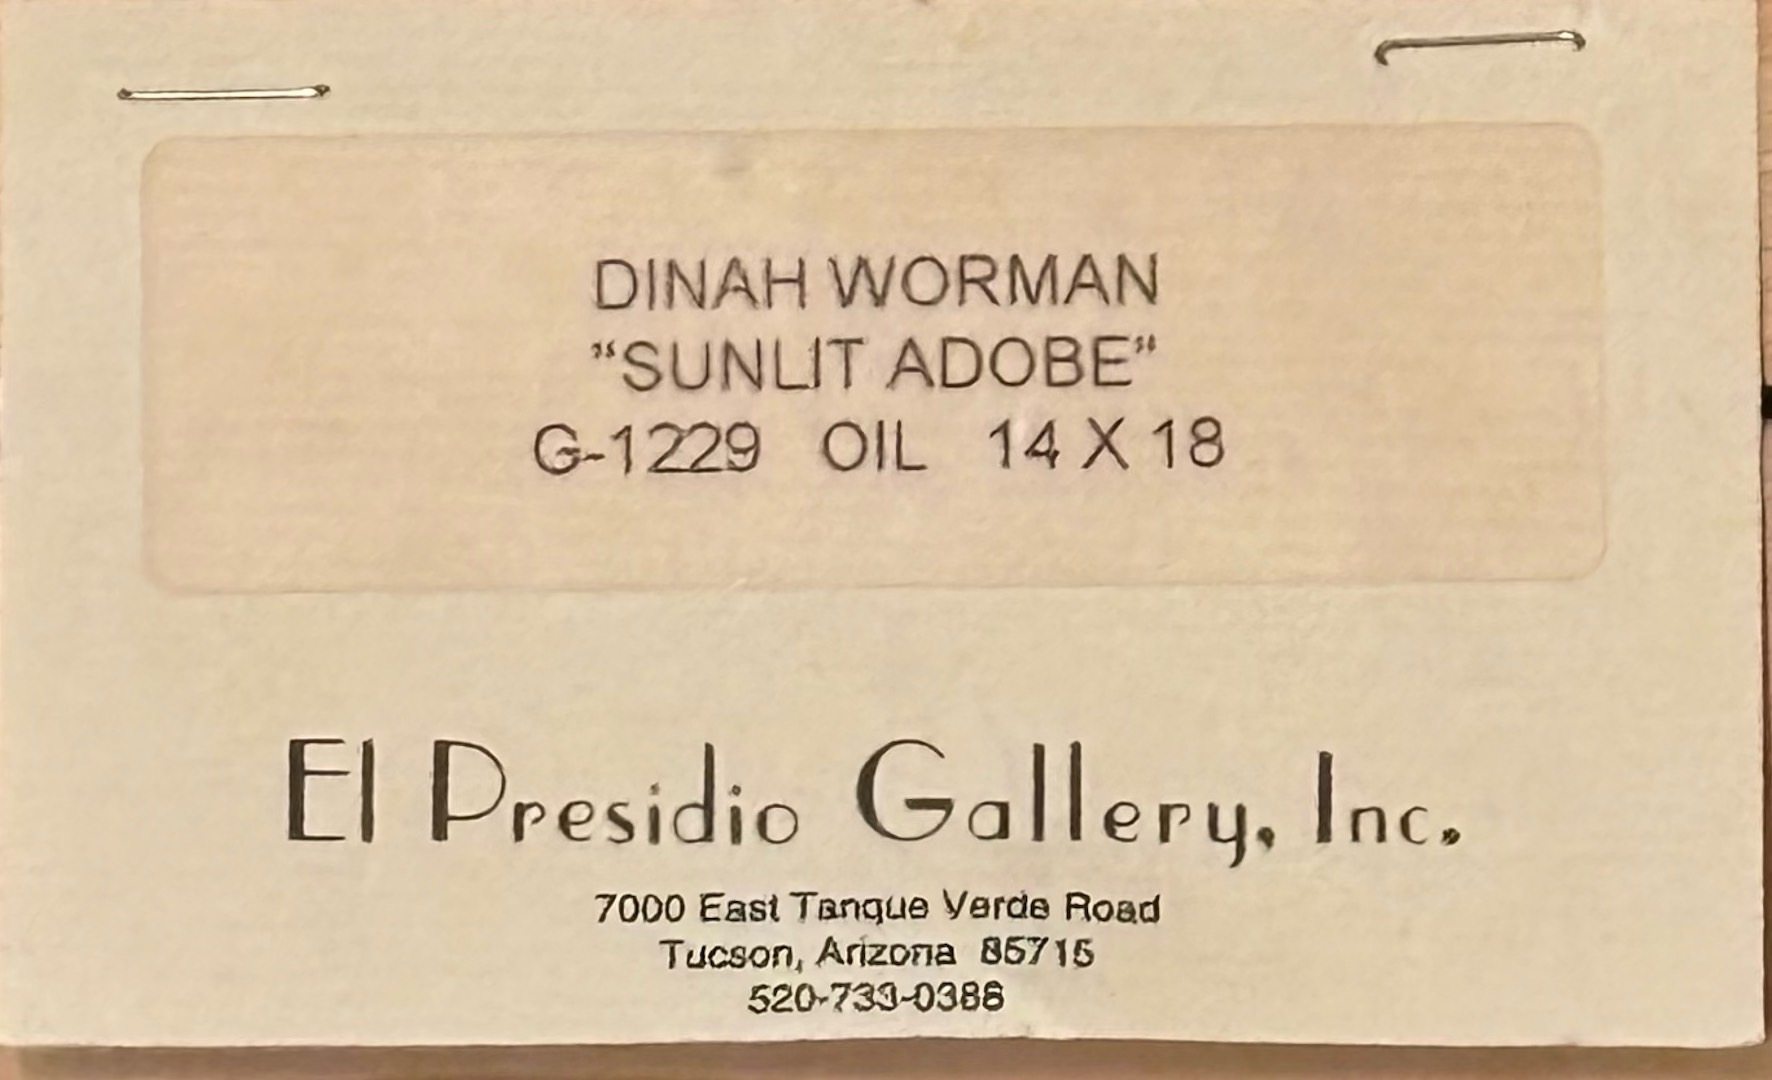 DINAH WORMAN
"SUNLIT ADOBE"
G-1229 OIL 14 X 18
El Presidio Gallery, Inc.
7000 East Tanque Verde Road
Tucson, Arizona 85715
520-733-0388